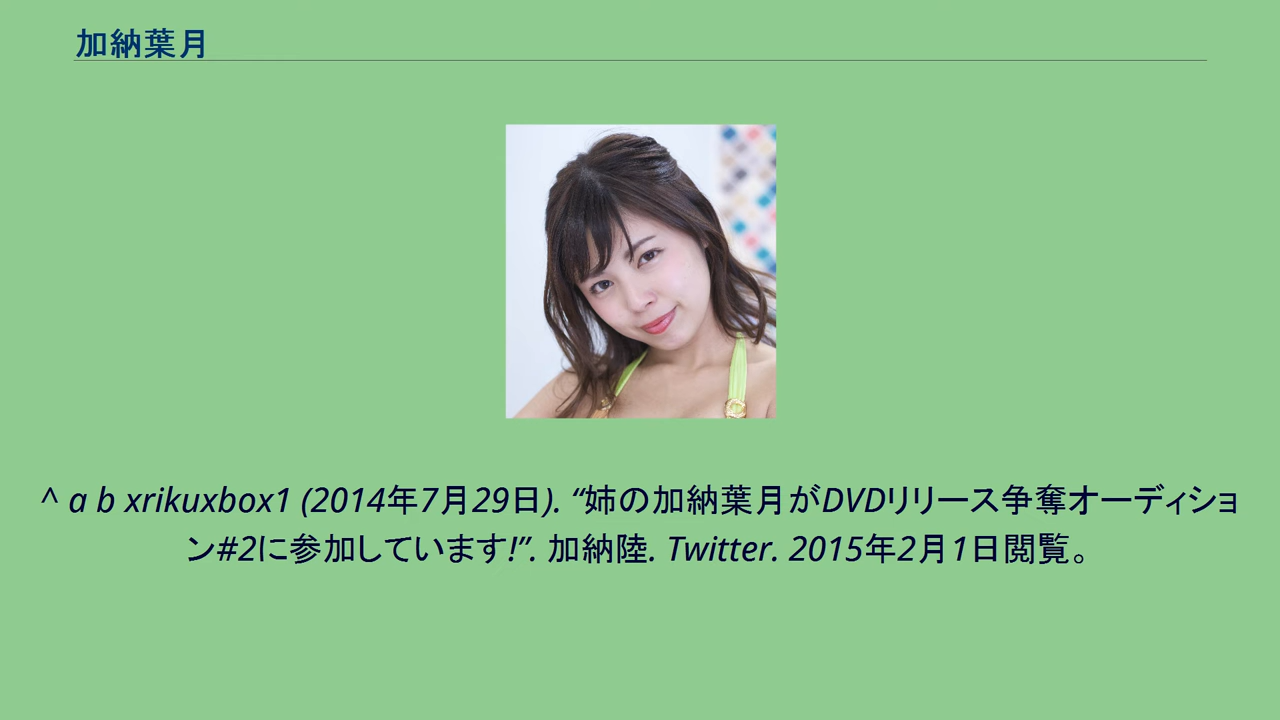 加納葉月
^ a b xrikuxbox1 (2014年7月29日). “姉の加納葉月がDVDリリース争奪オーディショ
ン#2に参加しています!”. 加納陸. Twitter. 2015年2月1日閲覧。